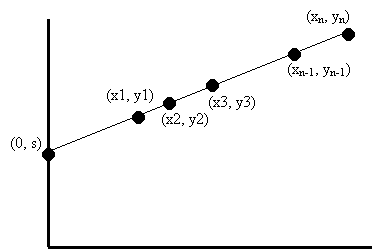 (xn, yn)
(xn-1, yn-1)
(x1, y1)
(x3, y3)
(x2, y2)
(0, s)